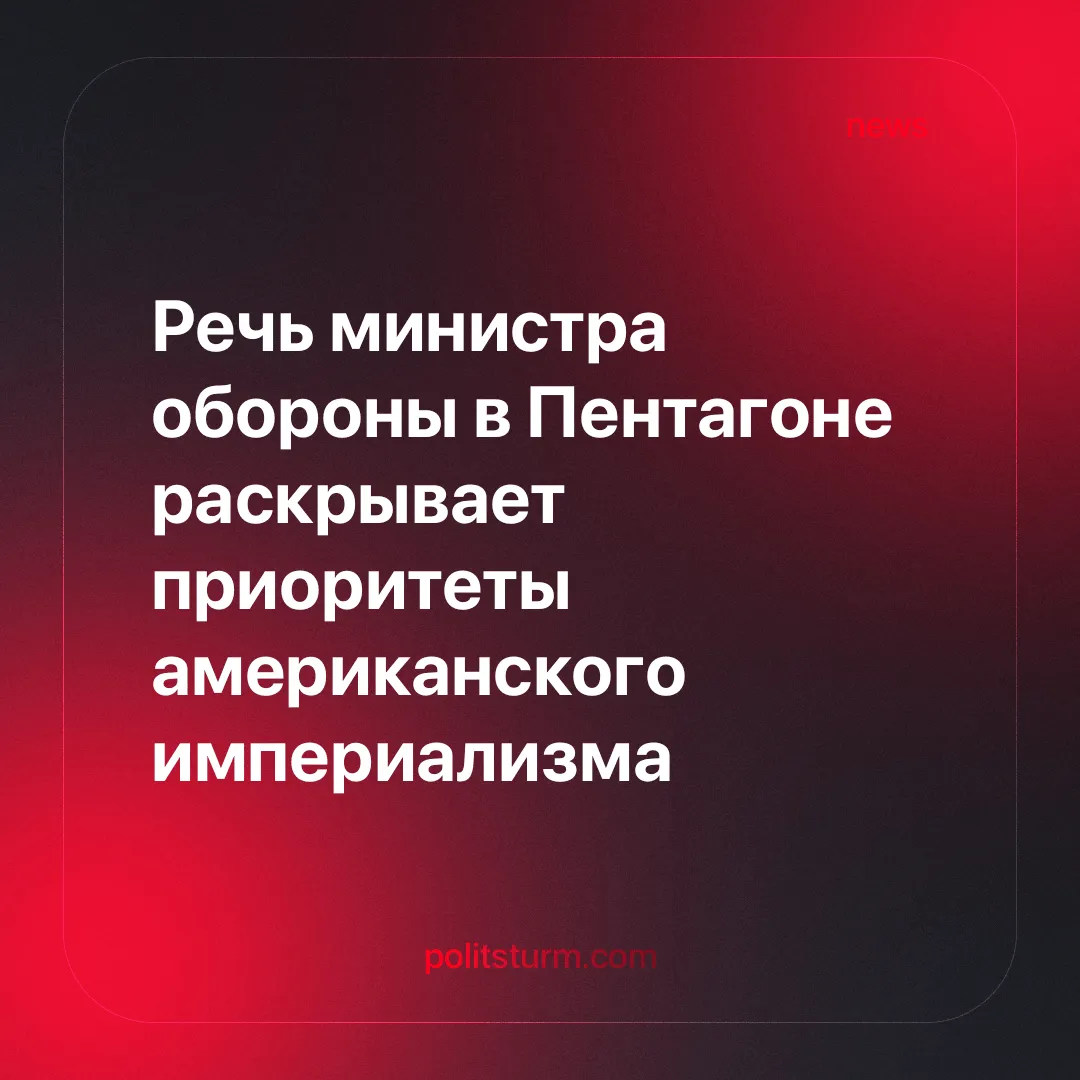 news
Речь министра
обороны в Пентагоне
раскрывает
приоритеты
американского
империализма
politsturm.com